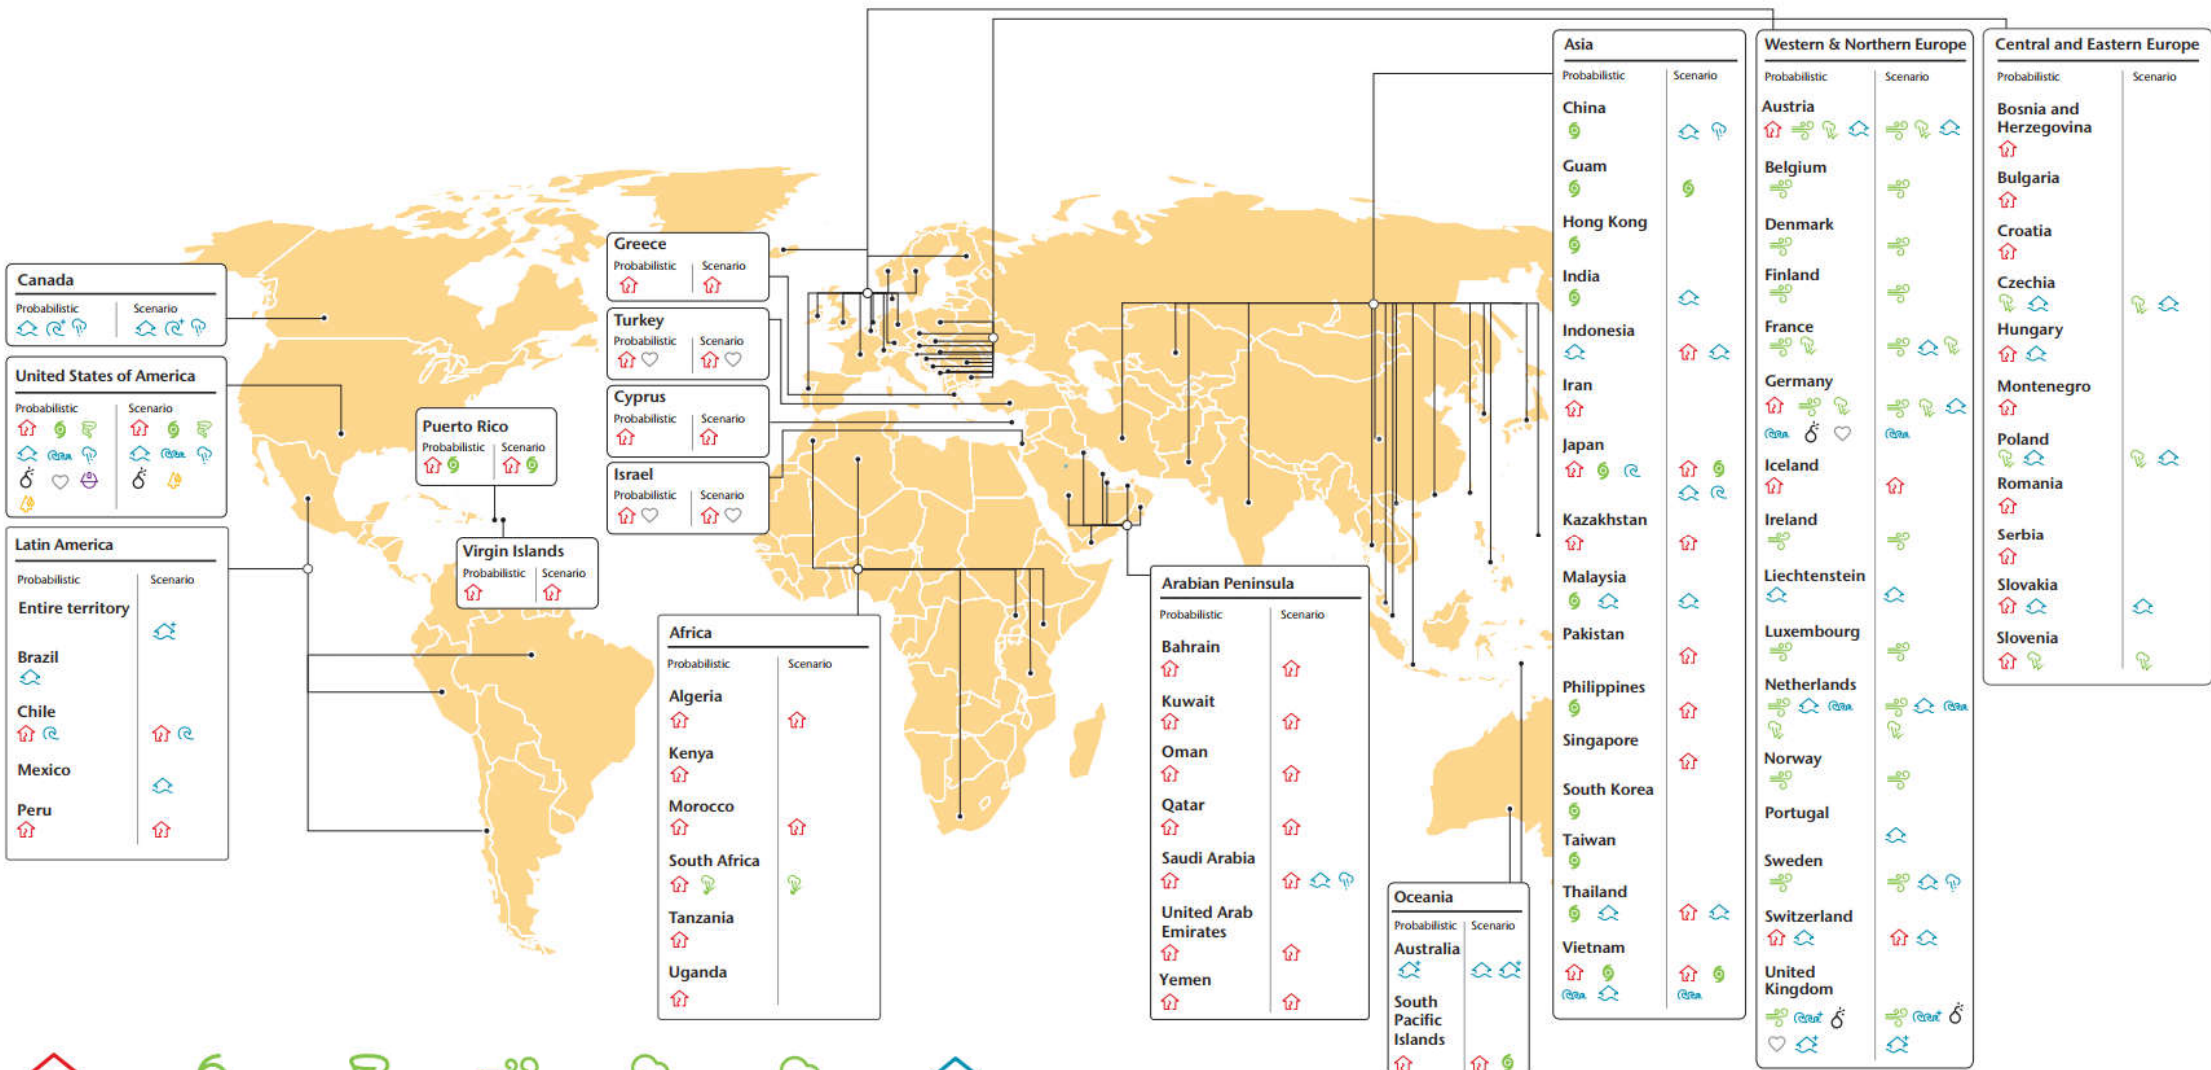 Canada
Probabilistic Scenario
United States of America
Probabilistic Scenario
Latin America
Probabilistic Scenario
Entire territory
Brazil
Chile
Mexico
Peru
Puerto Rico
Probabilistic Scenario
Virgin Islands
Probabilistic Scenario
Greece
Probabilistic Scenario
Turkey
Probabilistic Scenario
Cyprus
Probabilistic Scenario
Israel
Probabilistic Scenario
Africa
Probabilistic Scenario
Algeria
Kenya
Morocco
South Africa
Tanzania
Uganda
Arabian Peninsula
Probabilistic Scenario
Bahrain
Kuwait
Oman
Qatar
Saudi Arabia
United Arab
Emirates
Yemen
Oceania
Probabilistic Scenario
Australia
South
Pacific
Islands
Asia
Probabilistic Scenario
China
Guam
Hong Kong
India
Indonesia
Iran
Japan
Kazakhstan
Malaysia
Pakistan
Philippines
Singapore
South Korea
Taiwan
Thailand
Vietnam
Western & Northern Europe
Probabilistic Scenario
Austria
Belgium
Denmark
Finland
France
Germany
Iceland
Ireland
Liechtenstein
Luxembourg
Netherlands
Norway
Portugal
Sweden
Switzerland
United
Kingdom
Central and Eastern Europe
Probabilistic Scenario
Bosnia and
Herzegovina
Bulgaria
Croatia
Czechia
Hungary
Montenegro
Poland
Romania
Serbia
Slovakia
Slovenia